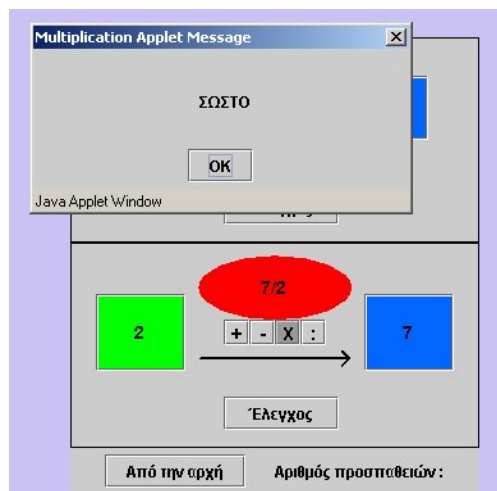 Multiplication Applet Message
ΣΩΣΤΟ
OK
Java Applet Window
7/2
2
+ - X :
7
Έλεγχος
Από την αρχή
Αριθμός προσπαθειών :